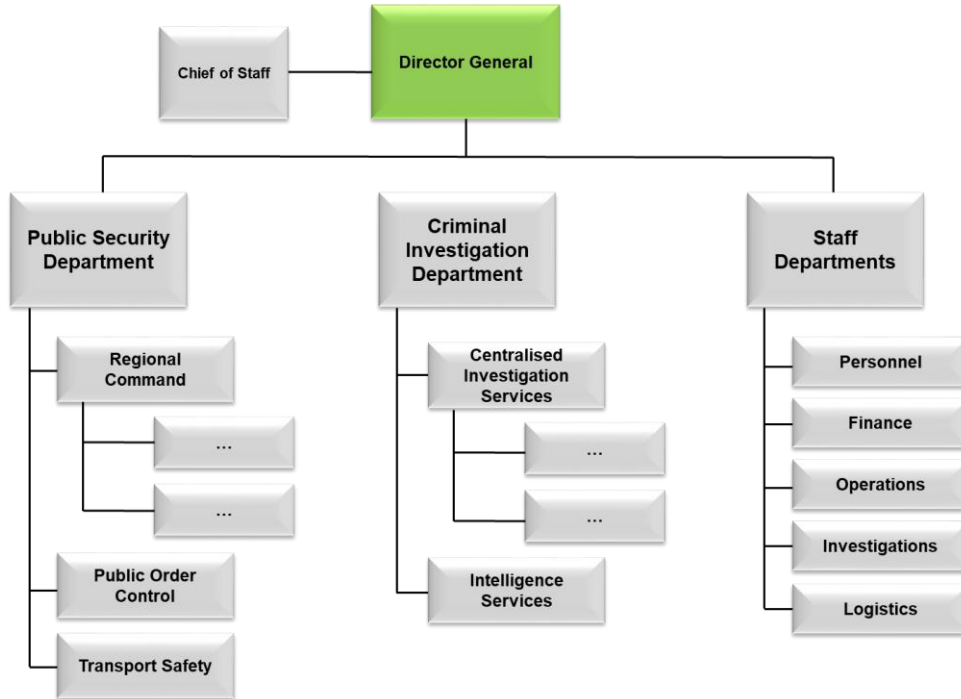 Director General
Chief of Staff
Public Security
Department
Criminal
Investigation
Department
Staff
Departments
Regional
Command
...
...
Public Order
Control
Transport Safety
Centralised
Investigation
Services
...
...
Intelligence
Services
Personnel
Finance
Operations
Investigations
Logistics